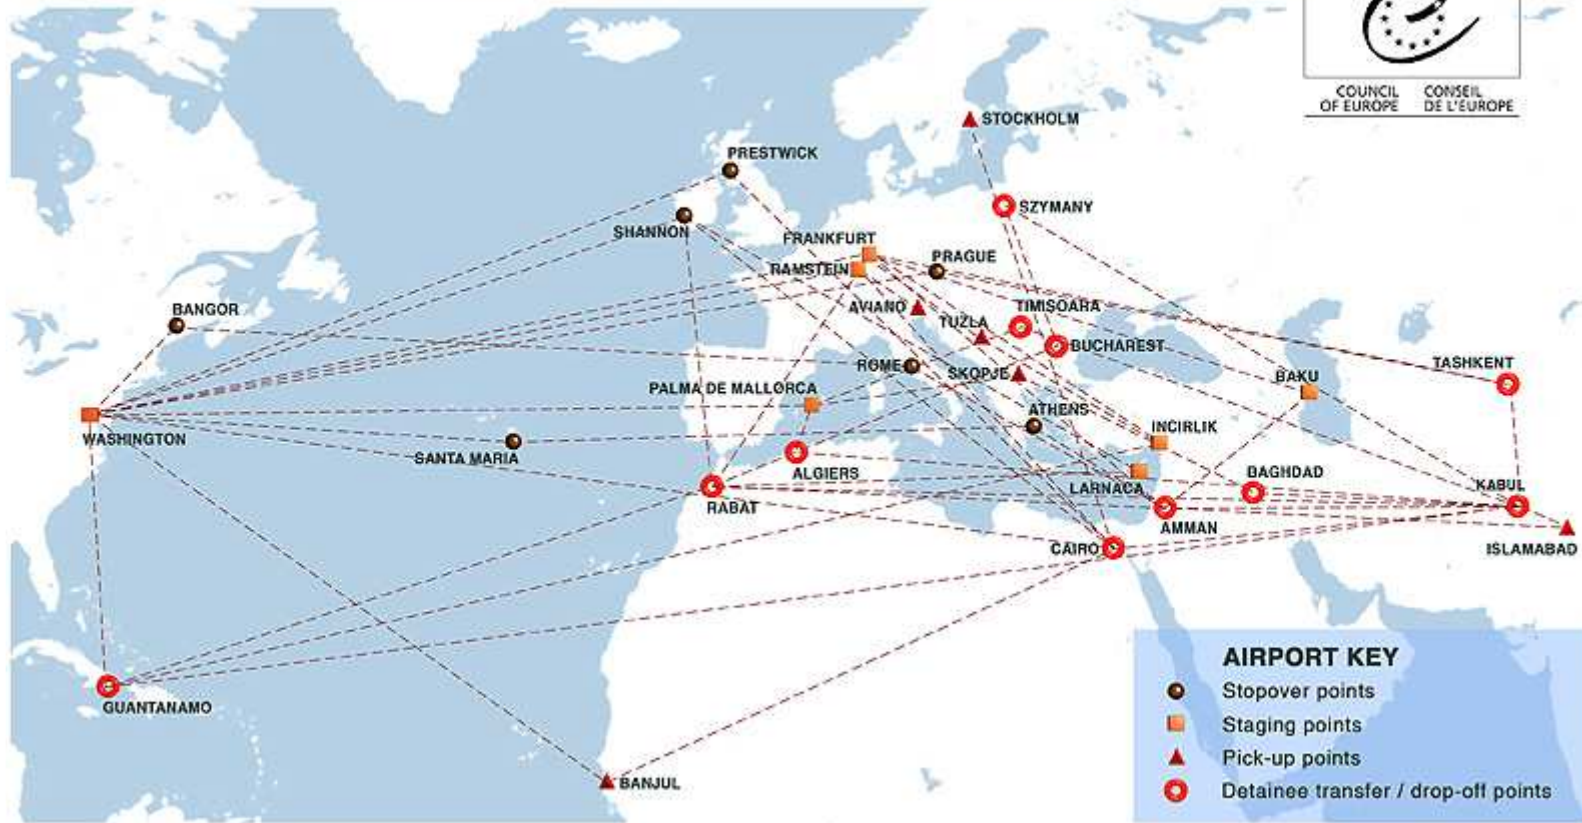 COUNCIL CONSEIL
OF EUROPE DE L'EUROPE
STOCKHOLM
PRESTWICK
SZYMANY
SHANNON
FRANKFURT
PRAGUE
RAMSTEIN
BANGOR
AVIANO
TIMISOARA
TUZLA
BUCHAREST
ROME
SKOPJE
TASHKENT
BAKU
PALMA DE MALLORCA
ATHENS
WASHINGTON
INCIRLIK
SANTA MARIA
ALGIERS
BAGHDAD
LARNACA
KABUL
RABAT
AMMAN
CAIRO
ISLAMABAD
GUANTANAMO
BANJUL
AIRPORT KEY
Stopover points
Staging points
Pick-up points
Detainee transfer / drop-off points